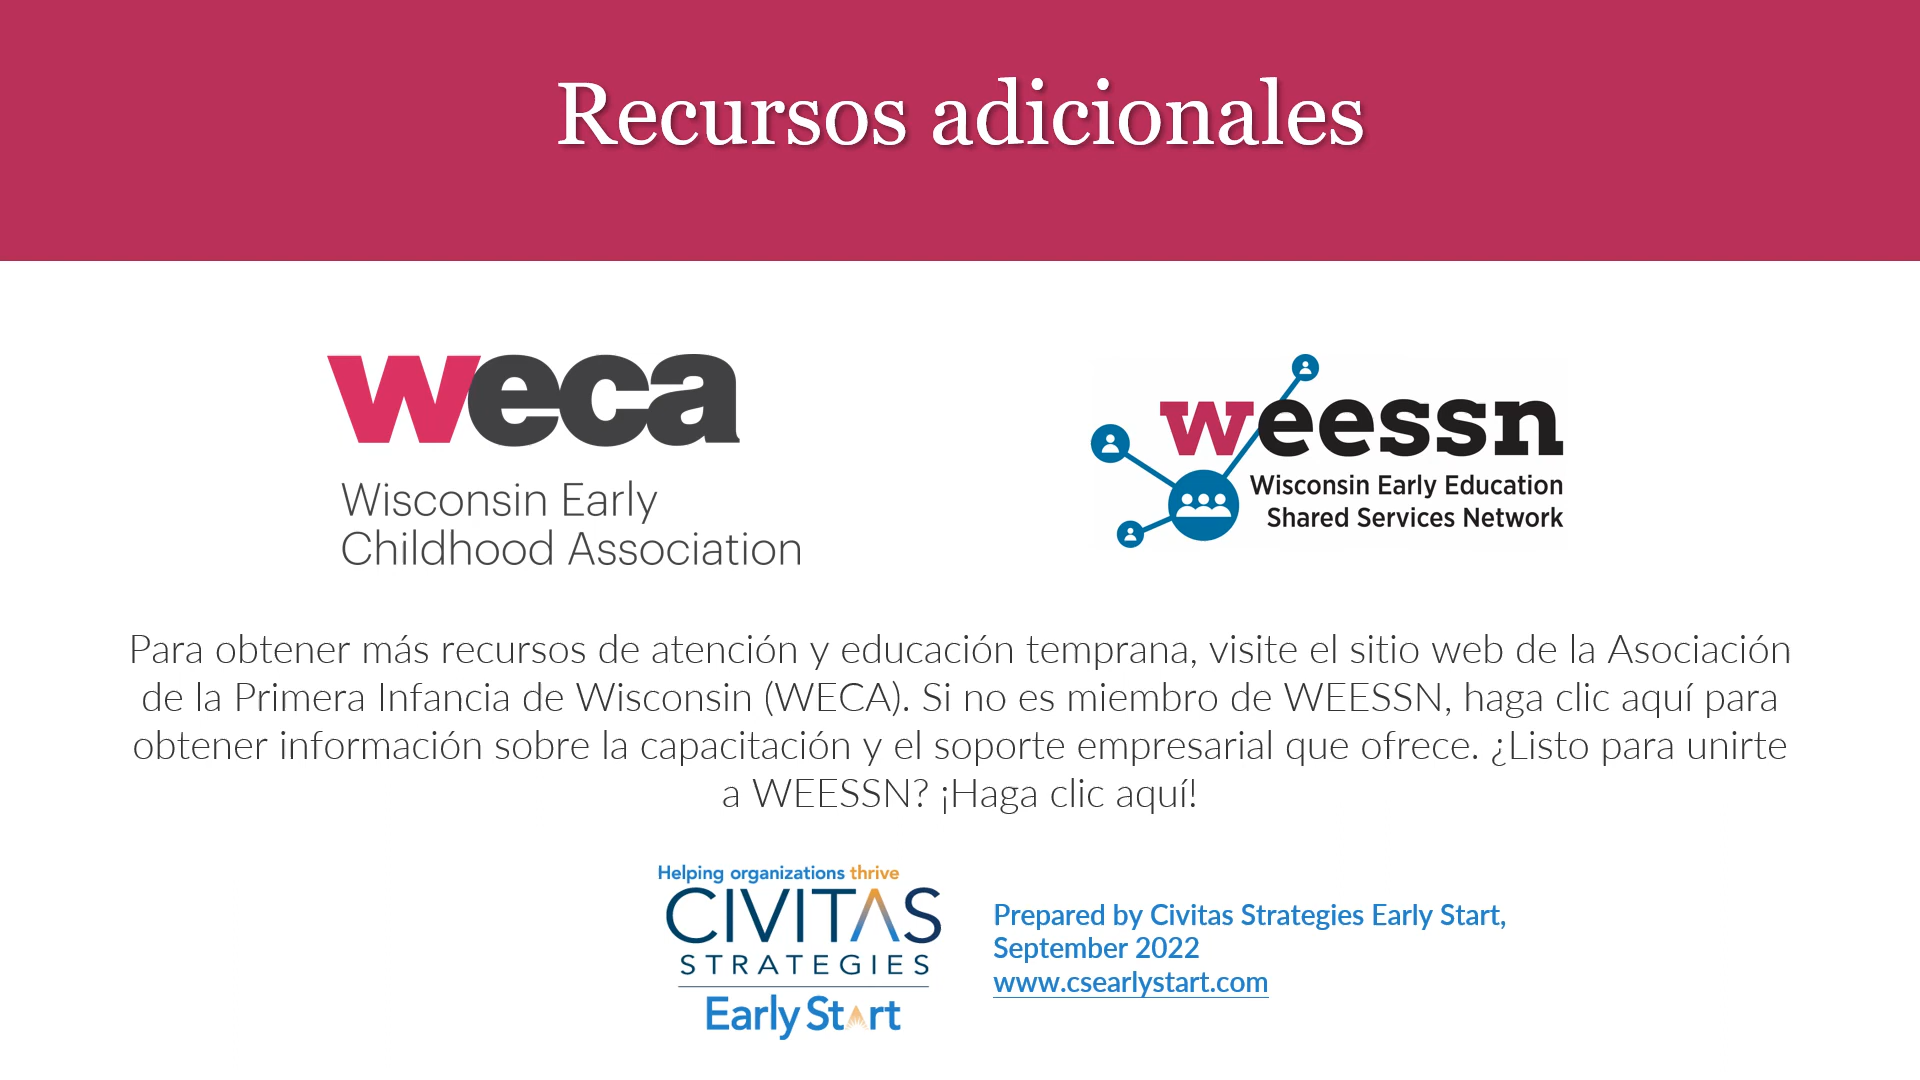 Recursos adicionales
weca
Wisconsin Early
Childhood Association
weessn
Wisconsin Early Education
Shared Services Network
Para obtener más recursos de atención y educación temprana, visite el sitio web de la Asociación
de la Primera Infancia de Wisconsin (WECA). Si no es miembro de WEESSN, haga clic aquí para
obtener información sobre la capacitación y el soporte empresarial que ofrece. ¿Listo para unirte
a WEESSN? ¡Haga clic aquí!
Helping organizations thrive
CIVITAS
STRATEGIES
Early Start
Prepared by Civitas Strategies Early Start,
September 2022
www.csearlystart.com